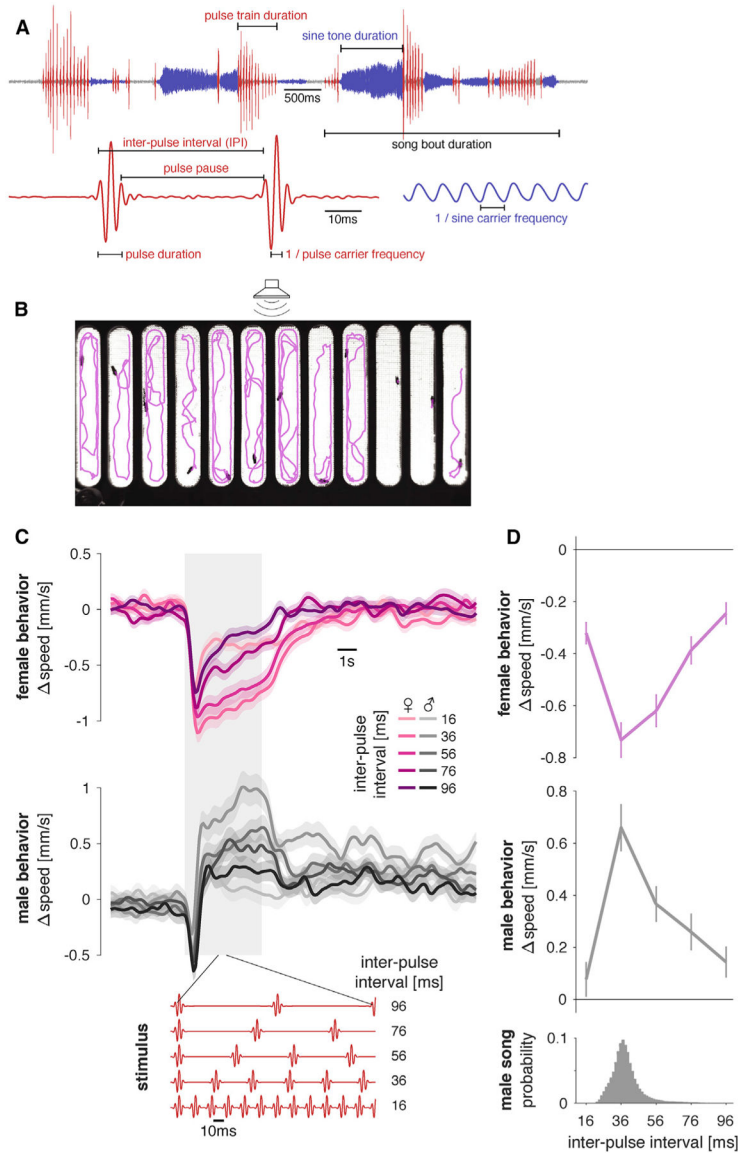 A
pulse train duration
sine tone duration
500ms
inter-pulse interval (IPI)
song bout duration
pulse pause
10ms
1 / sine carrier frequency
pulse duration
1 / pulse carrier frequency
B
C
0.5
0
-0.5
-1
female behavior
Δ speed [mm/s]
1s
♀ ♂
inter-pulse
interval [ms]
16
36
56
76
96
1
0.5
0
-0.5
male behavior
Δ speed [mm/s]
inter-pulse
interval [ms]
stimulus
96
76
56
36
16
10ms
D
0
-0.2
-0.4
-0.6
-0.8
female behavior
Δ speed [mm/s]
0.8
0.6
0.4
0.2
0
male behavior
Δ speed [mm/s]
0.1
0
male song
probability
16 36 56 76 96
inter-pulse interval [ms]